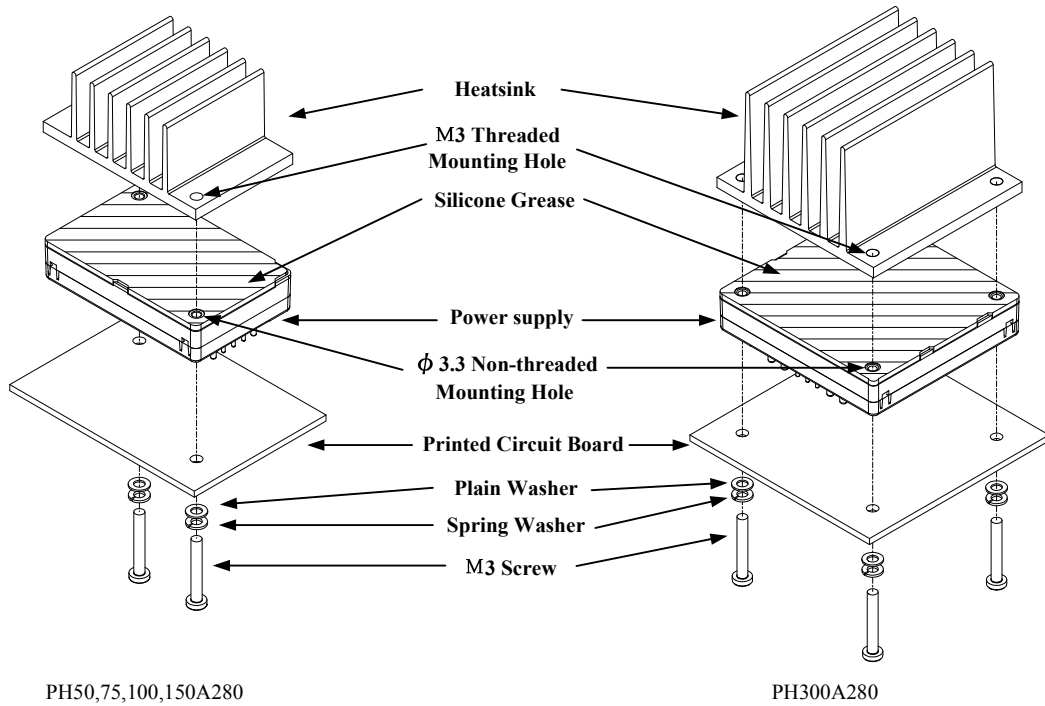 Heatsink
M3 Threaded
Mounting Hole
Silicone Grease
Power supply
ϕ 3.3 Non-threaded
Mounting Hole
Printed Circuit Board
Plain Washer
Spring Washer
M3 Screw
PH50,75,100,150A280
PH300A280